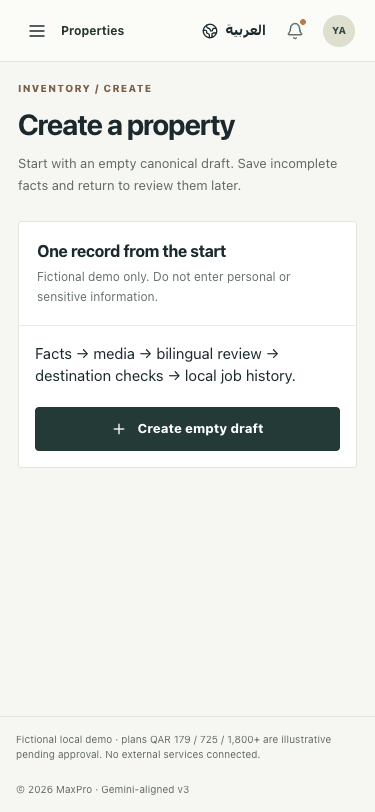 Properties
العربية
YA
INVENTORY / CREATE
Create a property
Start with an empty canonical draft. Save incomplete
facts and return to review them later.
One record from the start
Fictional demo only. Do not enter personal or
sensitive information.
Facts → media → bilingual review →
destination checks → local job history.
+ Create empty draft
Fictional local demo · plans QAR 179 / 725 / 1,800+ are illustrative
pending approval. No external services connected.
© 2026 MaxPro · Gemini-aligned v3